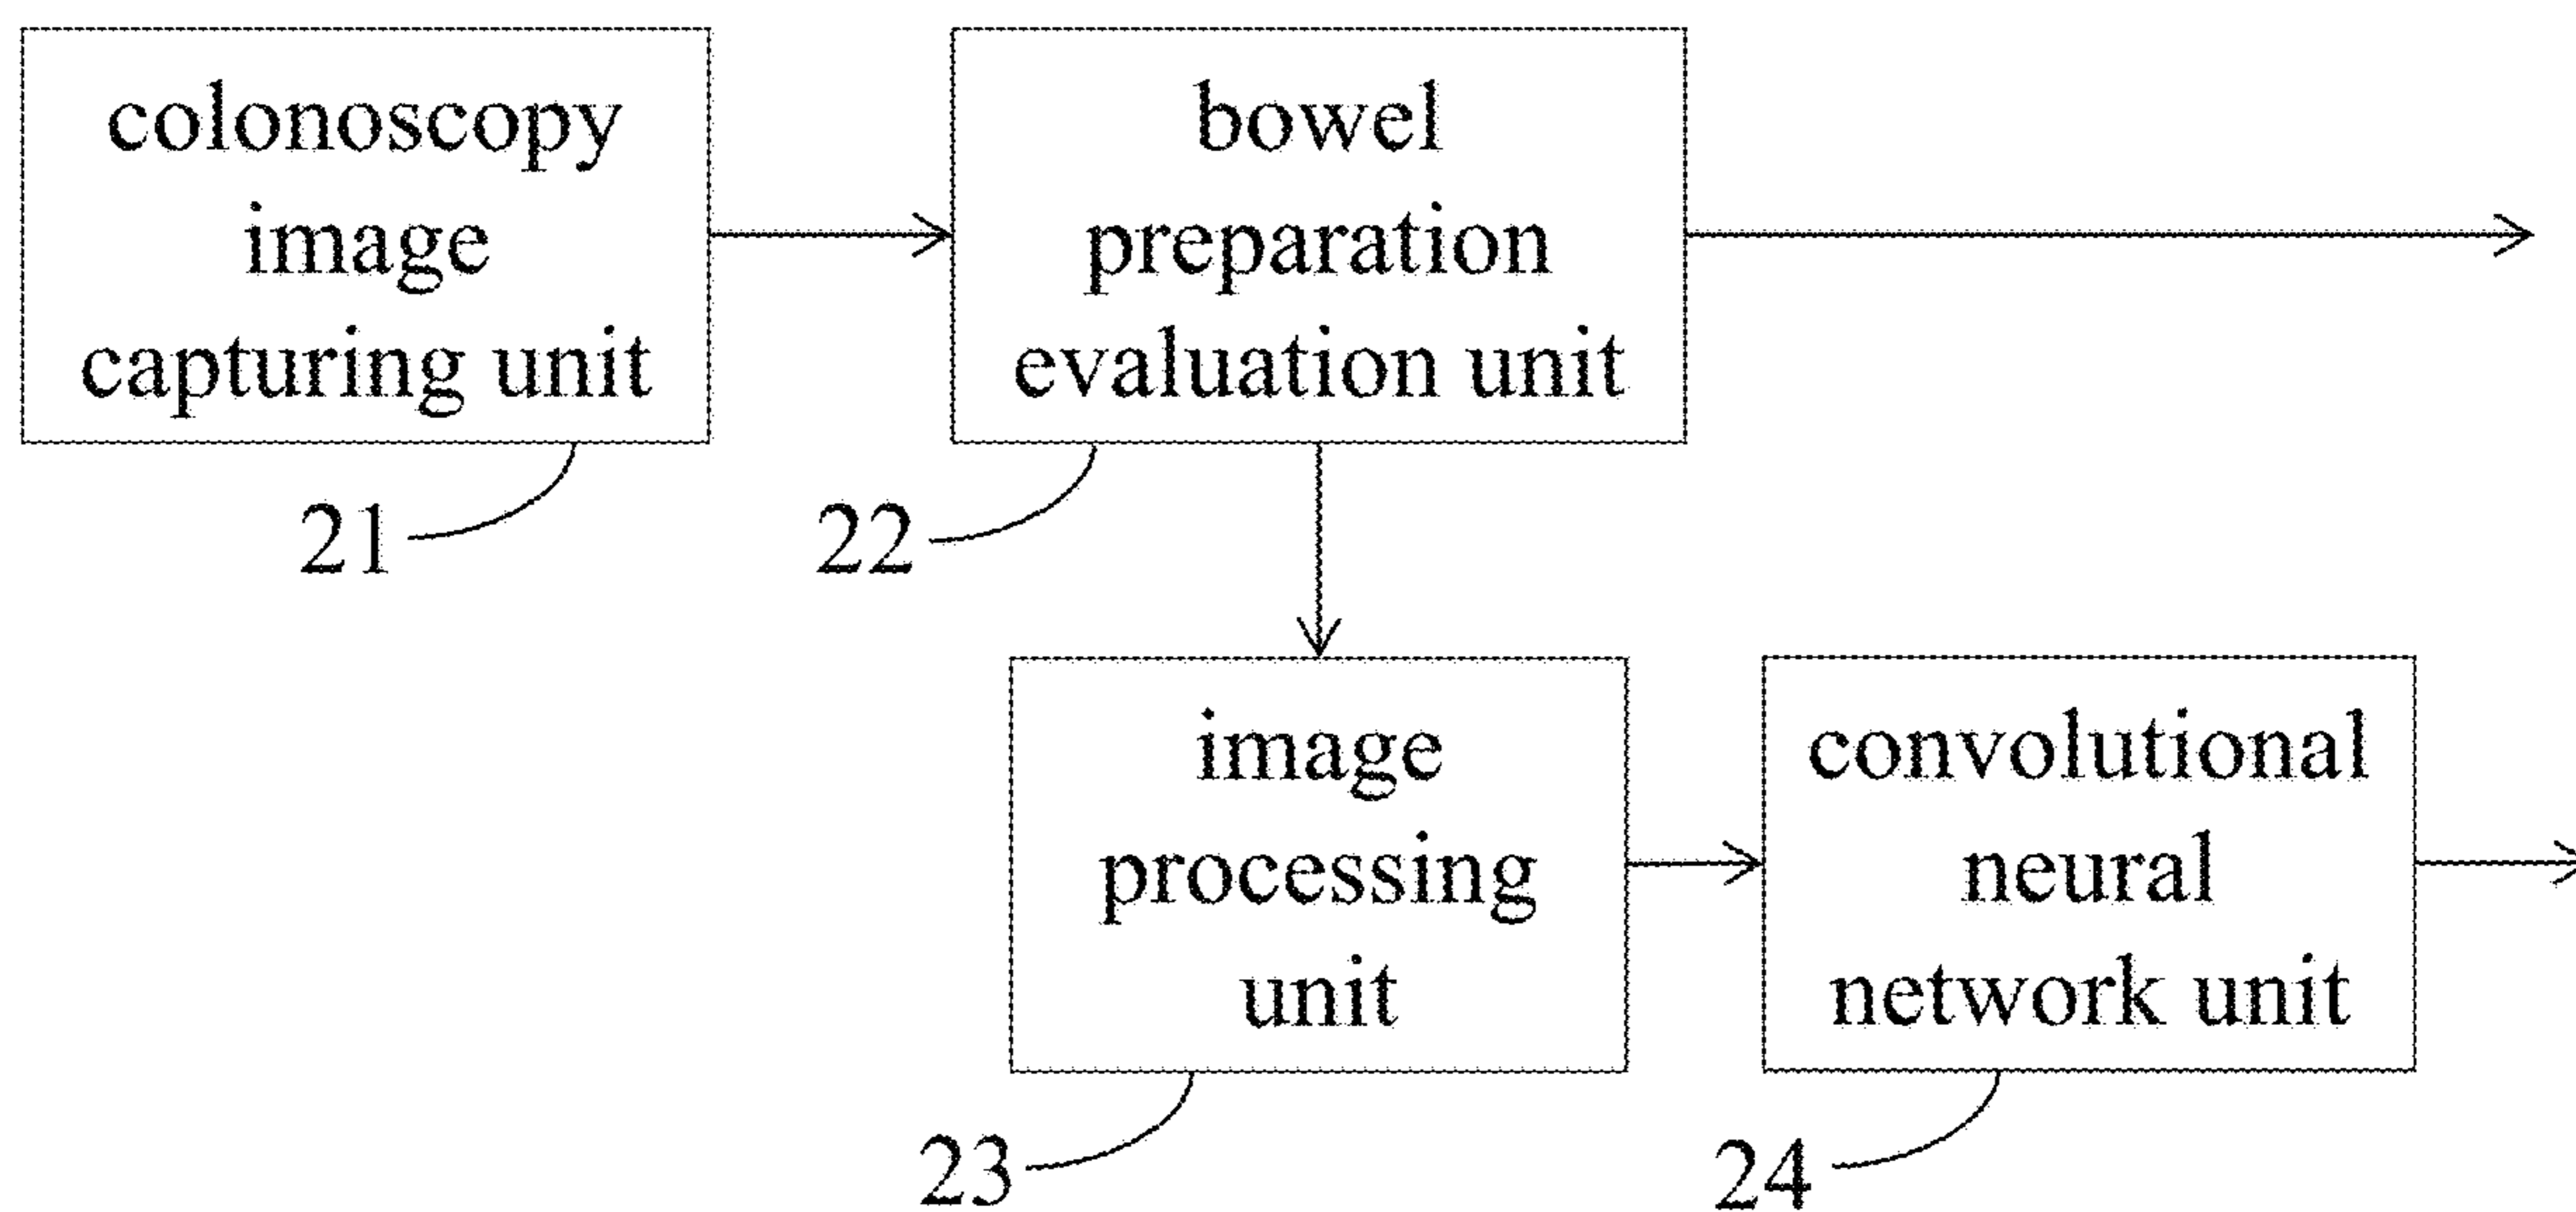 colonoscopy
image
capturing unit
21
bowel
preparation
evaluation unit
22
image
processing
unit
23
convolutional
neural
network unit
24